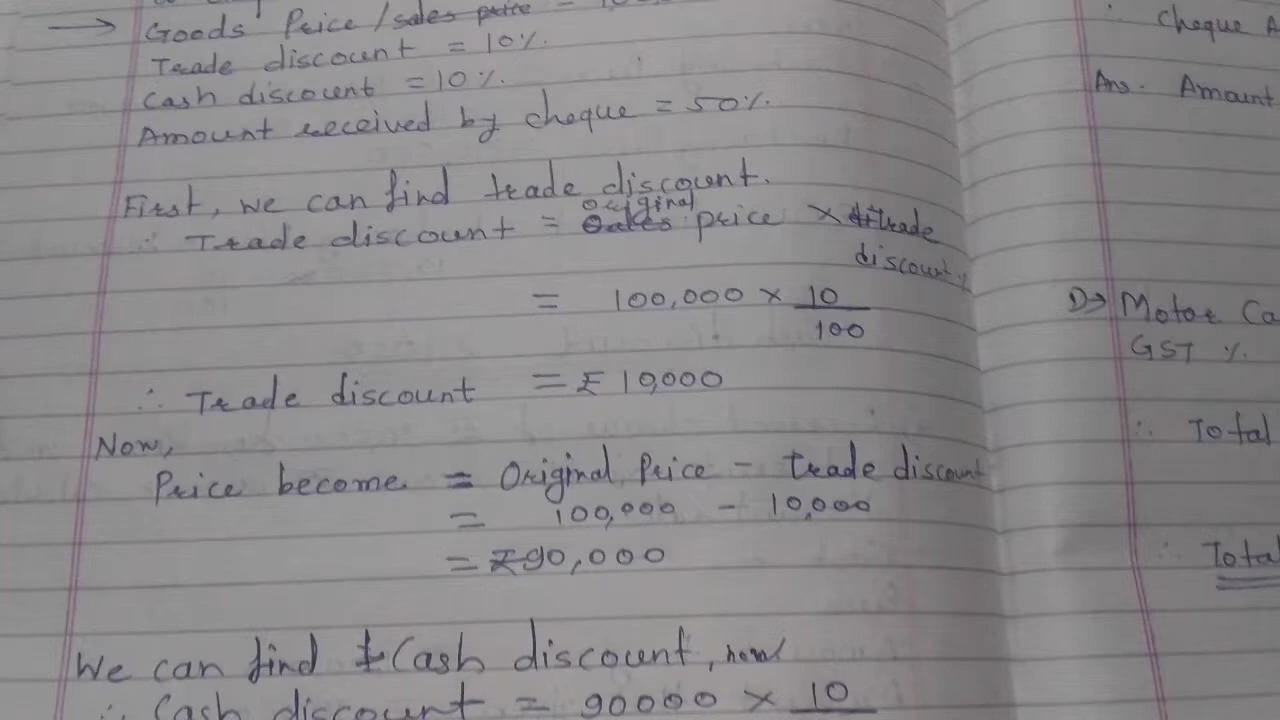 → Goods' Price / sales price =
Trade discount = 10%.
Cash discount = 10%.
Amount received by cheque = 50%.
First, we can find trade discount.
∴ Trade discount = original price × trade
discount
= 100,000 × 10
100
∴ Trade discount = ₹ 10,000
Now,
Price become = Original Price - trade discount
= 100,000 - 10,000
= ₹90,000
We can find Cash discount, now
∴ Cash discount = 90000 × 10
∴ Cheque A
Ans. Amount
D→ Motor Ca
GST %.
∴ Total
∴ Total